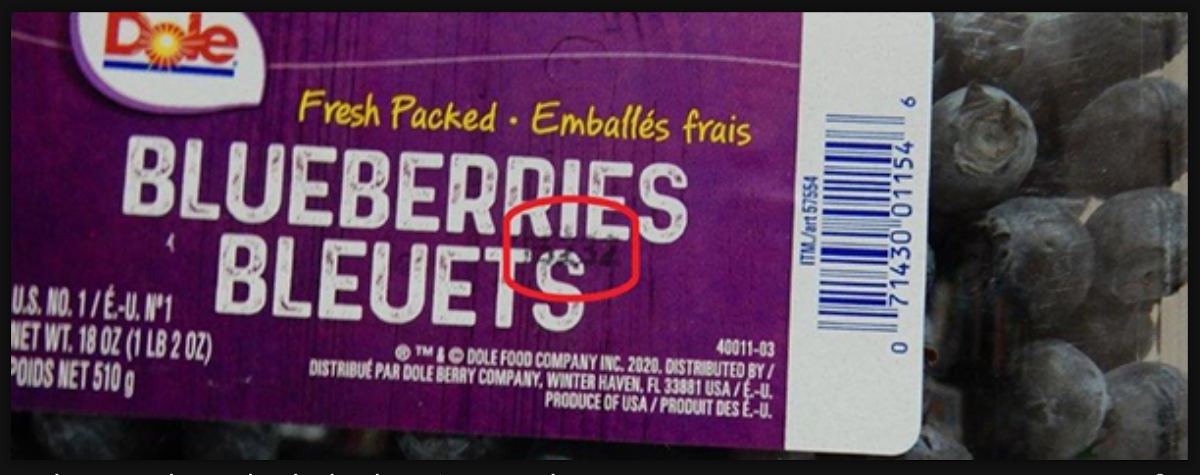 Dole
Fresh Packed · Emballés frais
BLUEBERRIES
BLEUETS
U.S. NO. 1 / É.-U. N°1
NET WT. 18 OZ (1 LB 2 OZ)
POIDS NET 510 g
40011-03
® ™ & © DOLE FOOD COMPANY INC. 2020. DISTRIBUTED BY /
DISTRIBUÉ PAR DOLE BERRY COMPANY, WINTER HAVEN, FL 33881 USA / É.-U.
PRODUCE OF USA / PRODUIT DES É.-U.
ITM./art 57554
0 71430 01154 6